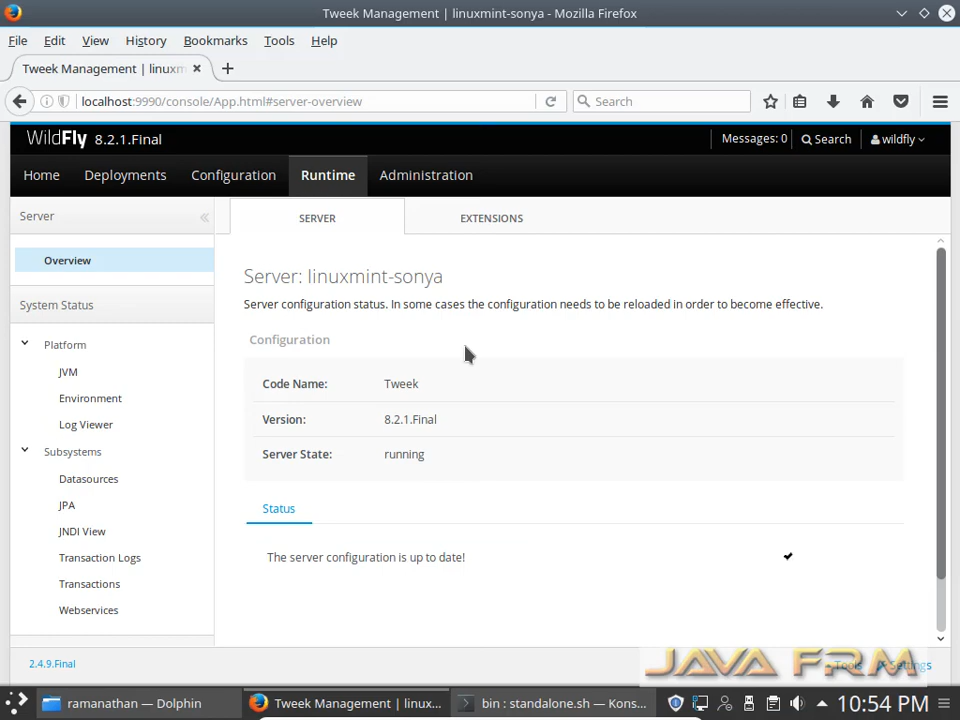 Tweek Management | linuxmint-sonya - Mozilla Firefox
File Edit View History Bookmarks Tools Help
Tweek Management | linuxm
localhost:9990/console/App.html#server-overview
Search
WildFly 8.2.1.Final
Messages: 0
Search
wildfly
Home Deployments Configuration Runtime Administration
Server
SERVER
EXTENSIONS
Overview
System Status
Platform
JVM
Environment
Log Viewer
Subsystems
Datasources
JPA
JNDI View
Transaction Logs
Transactions
Webservices
Server: linuxmint-sonya
Server configuration status. In some cases the configuration needs to be reloaded in order to become effective.
Configuration
Code Name: Tweek
Version: 8.2.1.Final
Server State: running
Status
The server configuration is up to date!
2.4.9.Final
Tools
Settings
JAVA FRM
ramanathan — Dolphin
Tweek Management | linux...
bin : standalone.sh — Kons...
10:54 PM